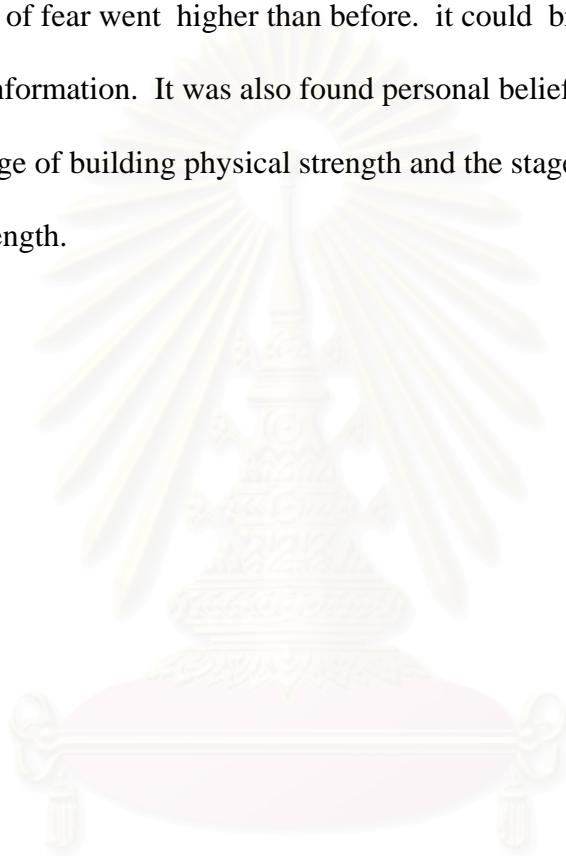 of fear went higher than before. it could b
nformation. It was also found personal belief
ge of building physical strength and the stage
ength.